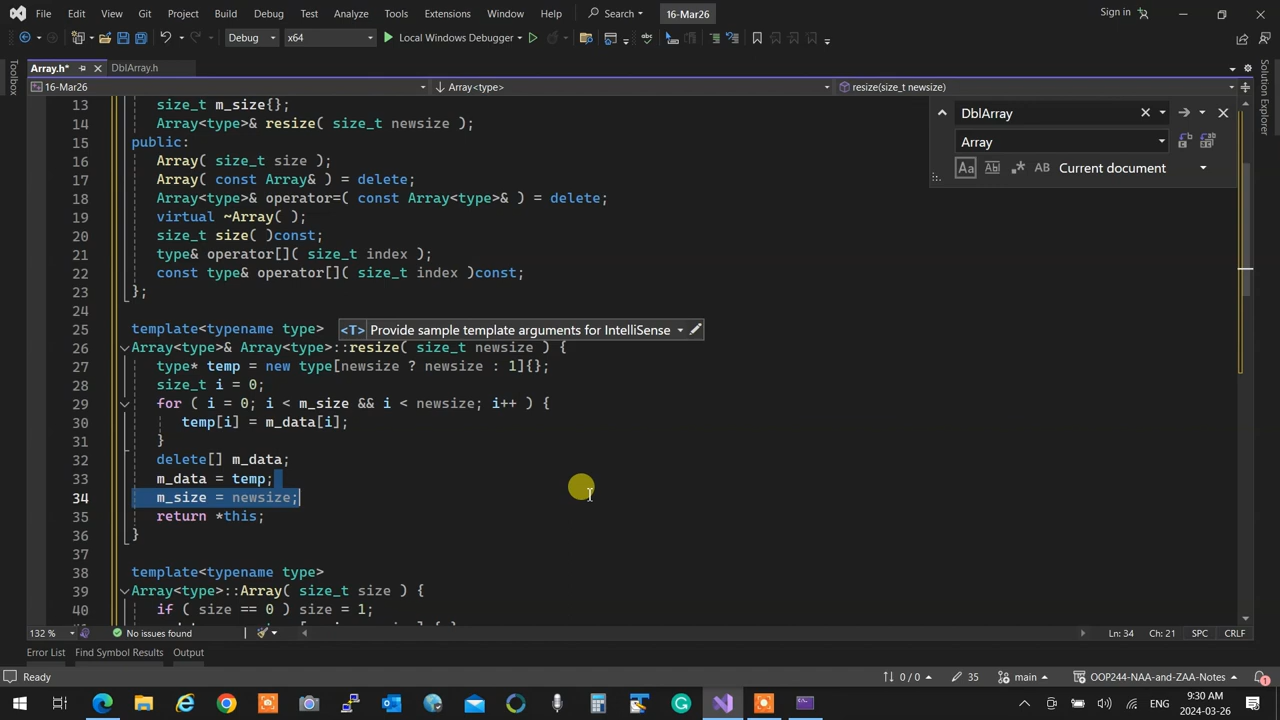 File Edit View Git Project Build Debug Test Analyze Tools Extensions Window Help Search 16-Mar26 Sign in
Debug x64 Local Windows Debugger
Array.h* DblArray.h
16-Mar26 Array<type> resize(size_t newsize)
Toolbox
Solution Explorer
DblArray
Array
Aa Ab AB Current document
13 size_t m_size{};
14 Array<type>& resize( size_t newsize );
15 public:
16 Array( size_t size );
17 Array( const Array& ) = delete;
18 Array<type>& operator=( const Array<type>& ) = delete;
19 virtual ~Array( );
20 size_t size( )const;
21 type& operator[]( size_t index );
22 const type& operator[]( size_t index )const;
23 };
24
25 template<typename type> <T> Provide sample template arguments for IntelliSense
26 Array<type>& Array<type>::resize( size_t newsize ) {
27 type* temp = new type[newsize ? newsize : 1]{};
28 size_t i = 0;
29 for ( i = 0; i < m_size && i < newsize; i++ ) {
30 temp[i] = m_data[i];
31 }
32 delete[] m_data;
33 m_data = temp;
34 m_size = newsize;
35 return *this;
36 }
37
38 template<typename type>
39 Array<type>::Array( size_t size ) {
40 if ( size == 0 ) size = 1;
132 % No issues found Ln: 34 Ch: 21 SPC CRLF
Error List Find Symbol Results Output
Ready 0 / 0 35 main OOP244-NAA-and-ZAA-Notes 1
ENG 9:30 AM
2024-03-26